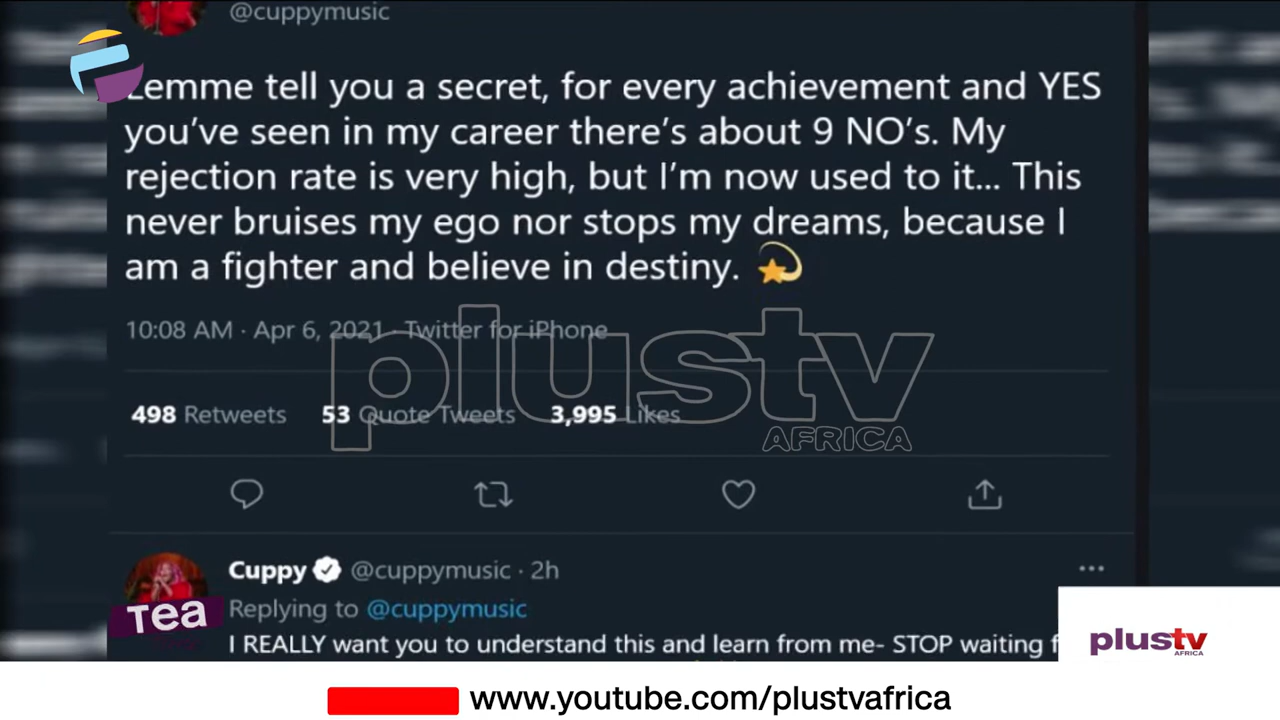 @cuppymusic
Lemme tell you a secret, for every achievement and YES
you've seen in my career there's about 9 NO's. My
rejection rate is very high, but I'm now used to it... This
never bruises my ego nor stops my dreams, because I
am a fighter and believe in destiny. 💫
10:08 AM · Apr 6, 2021 · Twitter for iPhone
498 Retweets 53 Quote Tweets 3,995 Likes
plustv
AFRICA
Cuppy @cuppymusic · 2h
Replying to @cuppymusic
I REALLY want you to understand this and learn from me- STOP waiting f
Tea
plustv
AFRICA
www.youtube.com/plustvafrica